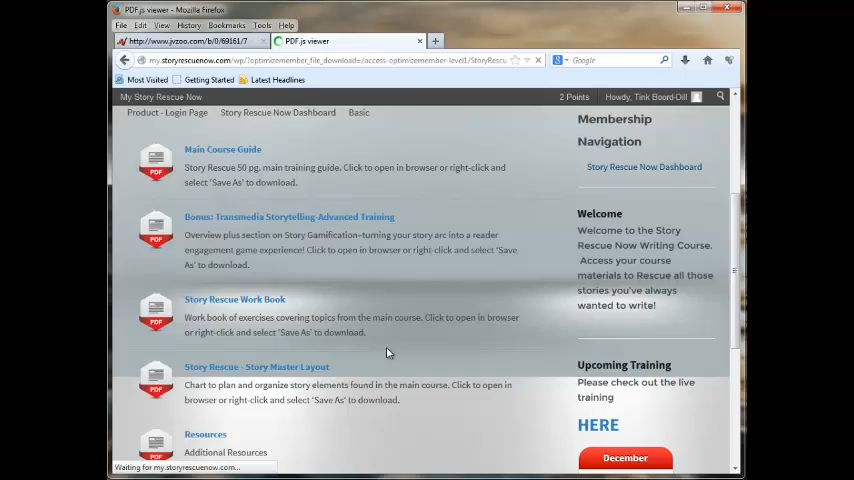 PDF.js viewer - Mozilla Firefox
File Edit View History Bookmarks Tools Help
http://www.jvzoo.com/b/0/69161/7 × PDF.js viewer × +
my.storyrescuenow.com/wp/?optimizemember_file_download=/access-optimizemember-level1/StoryRescu
Google
Most Visited Getting Started Latest Headlines
My Story Rescue Now 2 Points Howdy, Tink Boord-Dill
Product - Login Page Story Rescue Now Dashboard Basic
Main Course Guide
Story Rescue 50 pg. main training guide. Click to open in browser or right-click and
select 'Save As' to download.
Bonus: Transmedia Storytelling-Advanced Training
Overview plus section on Story Gamification--turning your story arc into a reader
engagement game experience! Click to open in browser or right-click and select 'Save
As' to download.
Story Rescue Work Book
Work book of exercises covering topics from the main course. Click to open in browser
or right-click and select 'Save As' to download.
Story Rescue - Story Master Layout
Chart to plan and organize story elements found in the main course. Click to open in
browser or right-click and select 'Save As' to download.
Resources
Additional Resources
PDF
PDF
PDF
PDF
PDF
Membership
Navigation
Story Rescue Now Dashboard
Welcome
Welcome to the Story
Rescue Now Writing Course.
Access your course
materials to Rescue all those
stories you've always
wanted to write!
Upcoming Training
Please check out the live
training
HERE
December
Waiting for my.storyrescuenow.com...